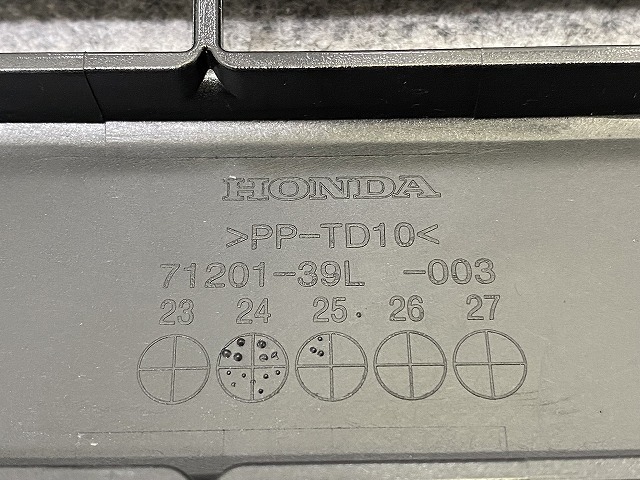 HONDA
>PP-TD10<
71201-39L -003
23 24 25 26 27